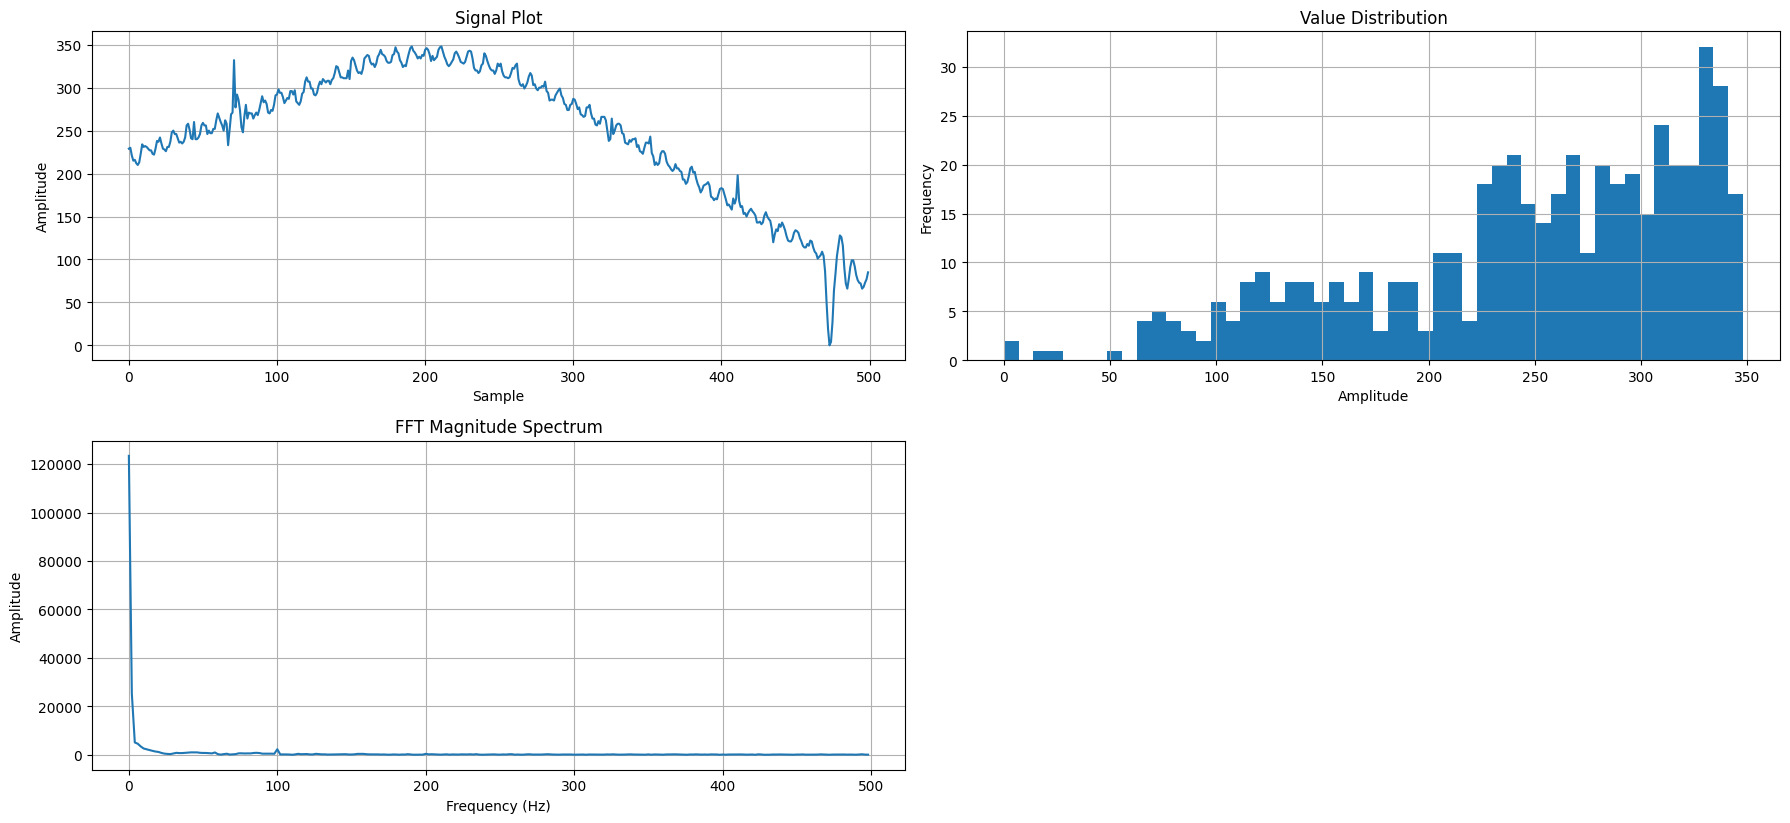 Signal Plot
Amplitude
350
300
250
200
150
100
50
0
0 100 200 300 400 500
Sample
Value Distribution
Frequency
30
25
20
15
10
5
0
0 50 100 150 200 250 300 350
Amplitude
FFT Magnitude Spectrum
Amplitude
120000
100000
80000
60000
40000
20000
0
0 100 200 300 400 500
Frequency (Hz)